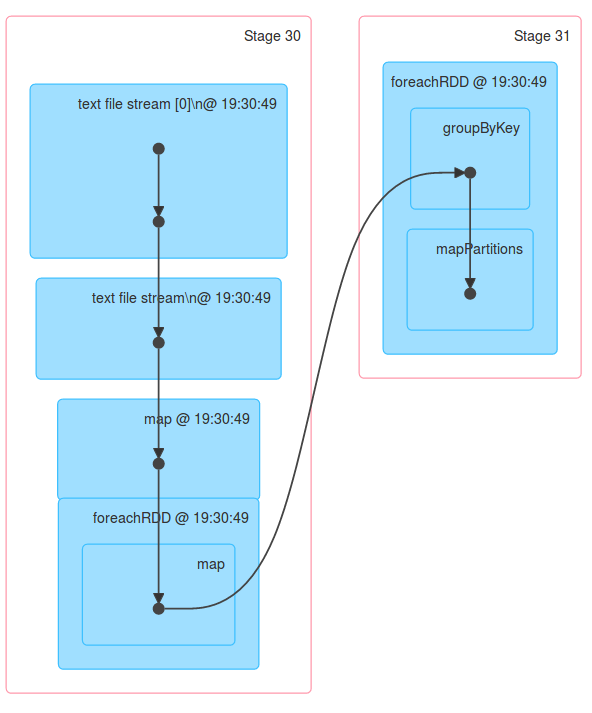 Stage 30
text file stream [0]\n@ 19:30:49
text file stream\n@ 19:30:49
map @ 19:30:49
foreachRDD @ 19:30:49
map
Stage 31
foreachRDD @ 19:30:49
groupByKey
mapPartitions